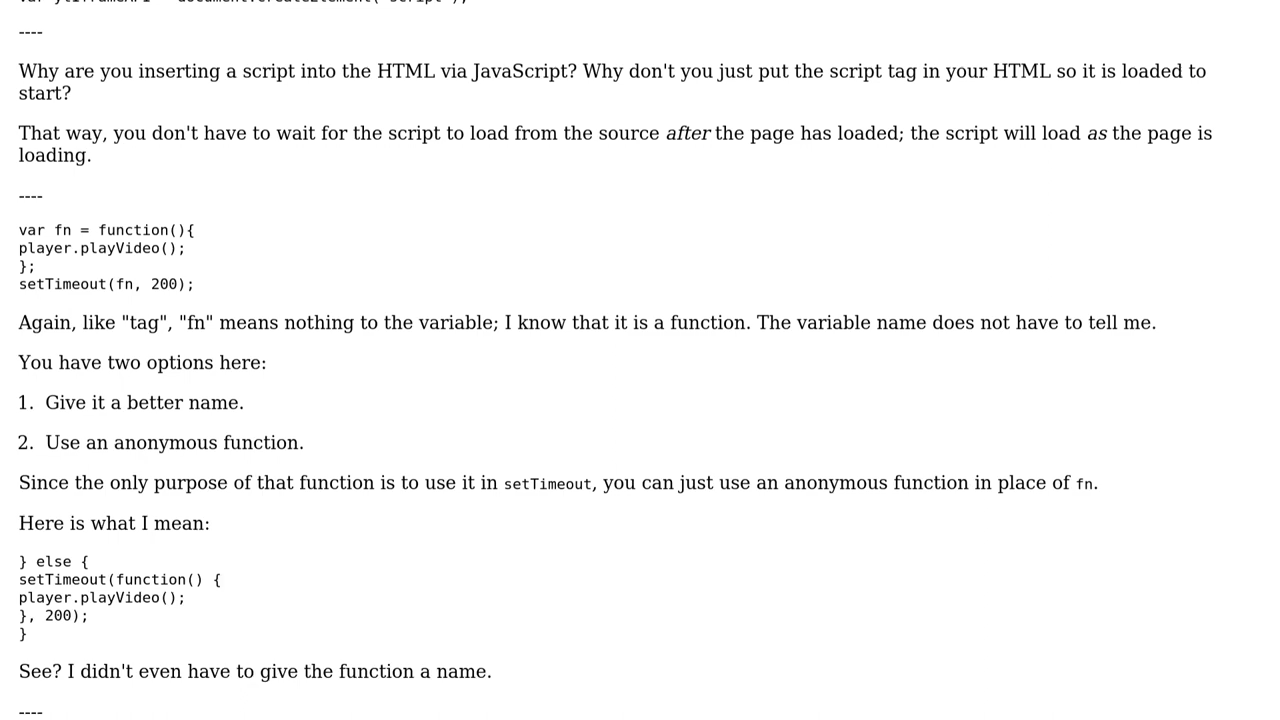 ----
Why are you inserting a script into the HTML via JavaScript? Why don't you just put the script tag in your HTML so it is loaded to
start?
That way, you don't have to wait for the script to load from the source after the page has loaded; the script will load as the page is
loading.
----
var fn = function(){
player.playVideo();
};
setTimeout(fn, 200);
Again, like "tag", "fn" means nothing to the variable; I know that it is a function. The variable name does not have to tell me.
You have two options here:
1. Give it a better name.
2. Use an anonymous function.
Since the only purpose of that function is to use it in setTimeout, you can just use an anonymous function in place of fn.
Here is what I mean:
} else {
setTimeout(function() {
player.playVideo();
}, 200);
}
See? I didn't even have to give the function a name.
----